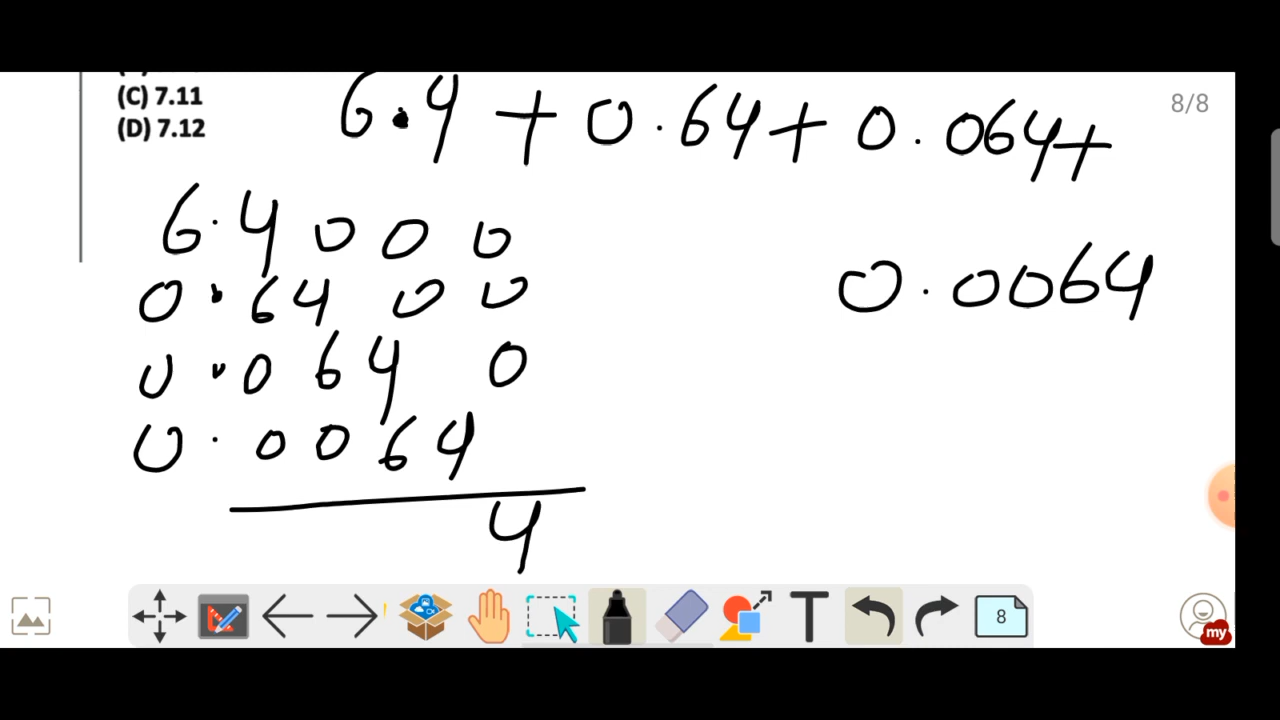 (C) 7.11
(D) 7.12
6.4 + 0.64 + 0.064 +
0.0064
8/8
6.4000
0.6400
0.0640
0.0064
4
T
8
my